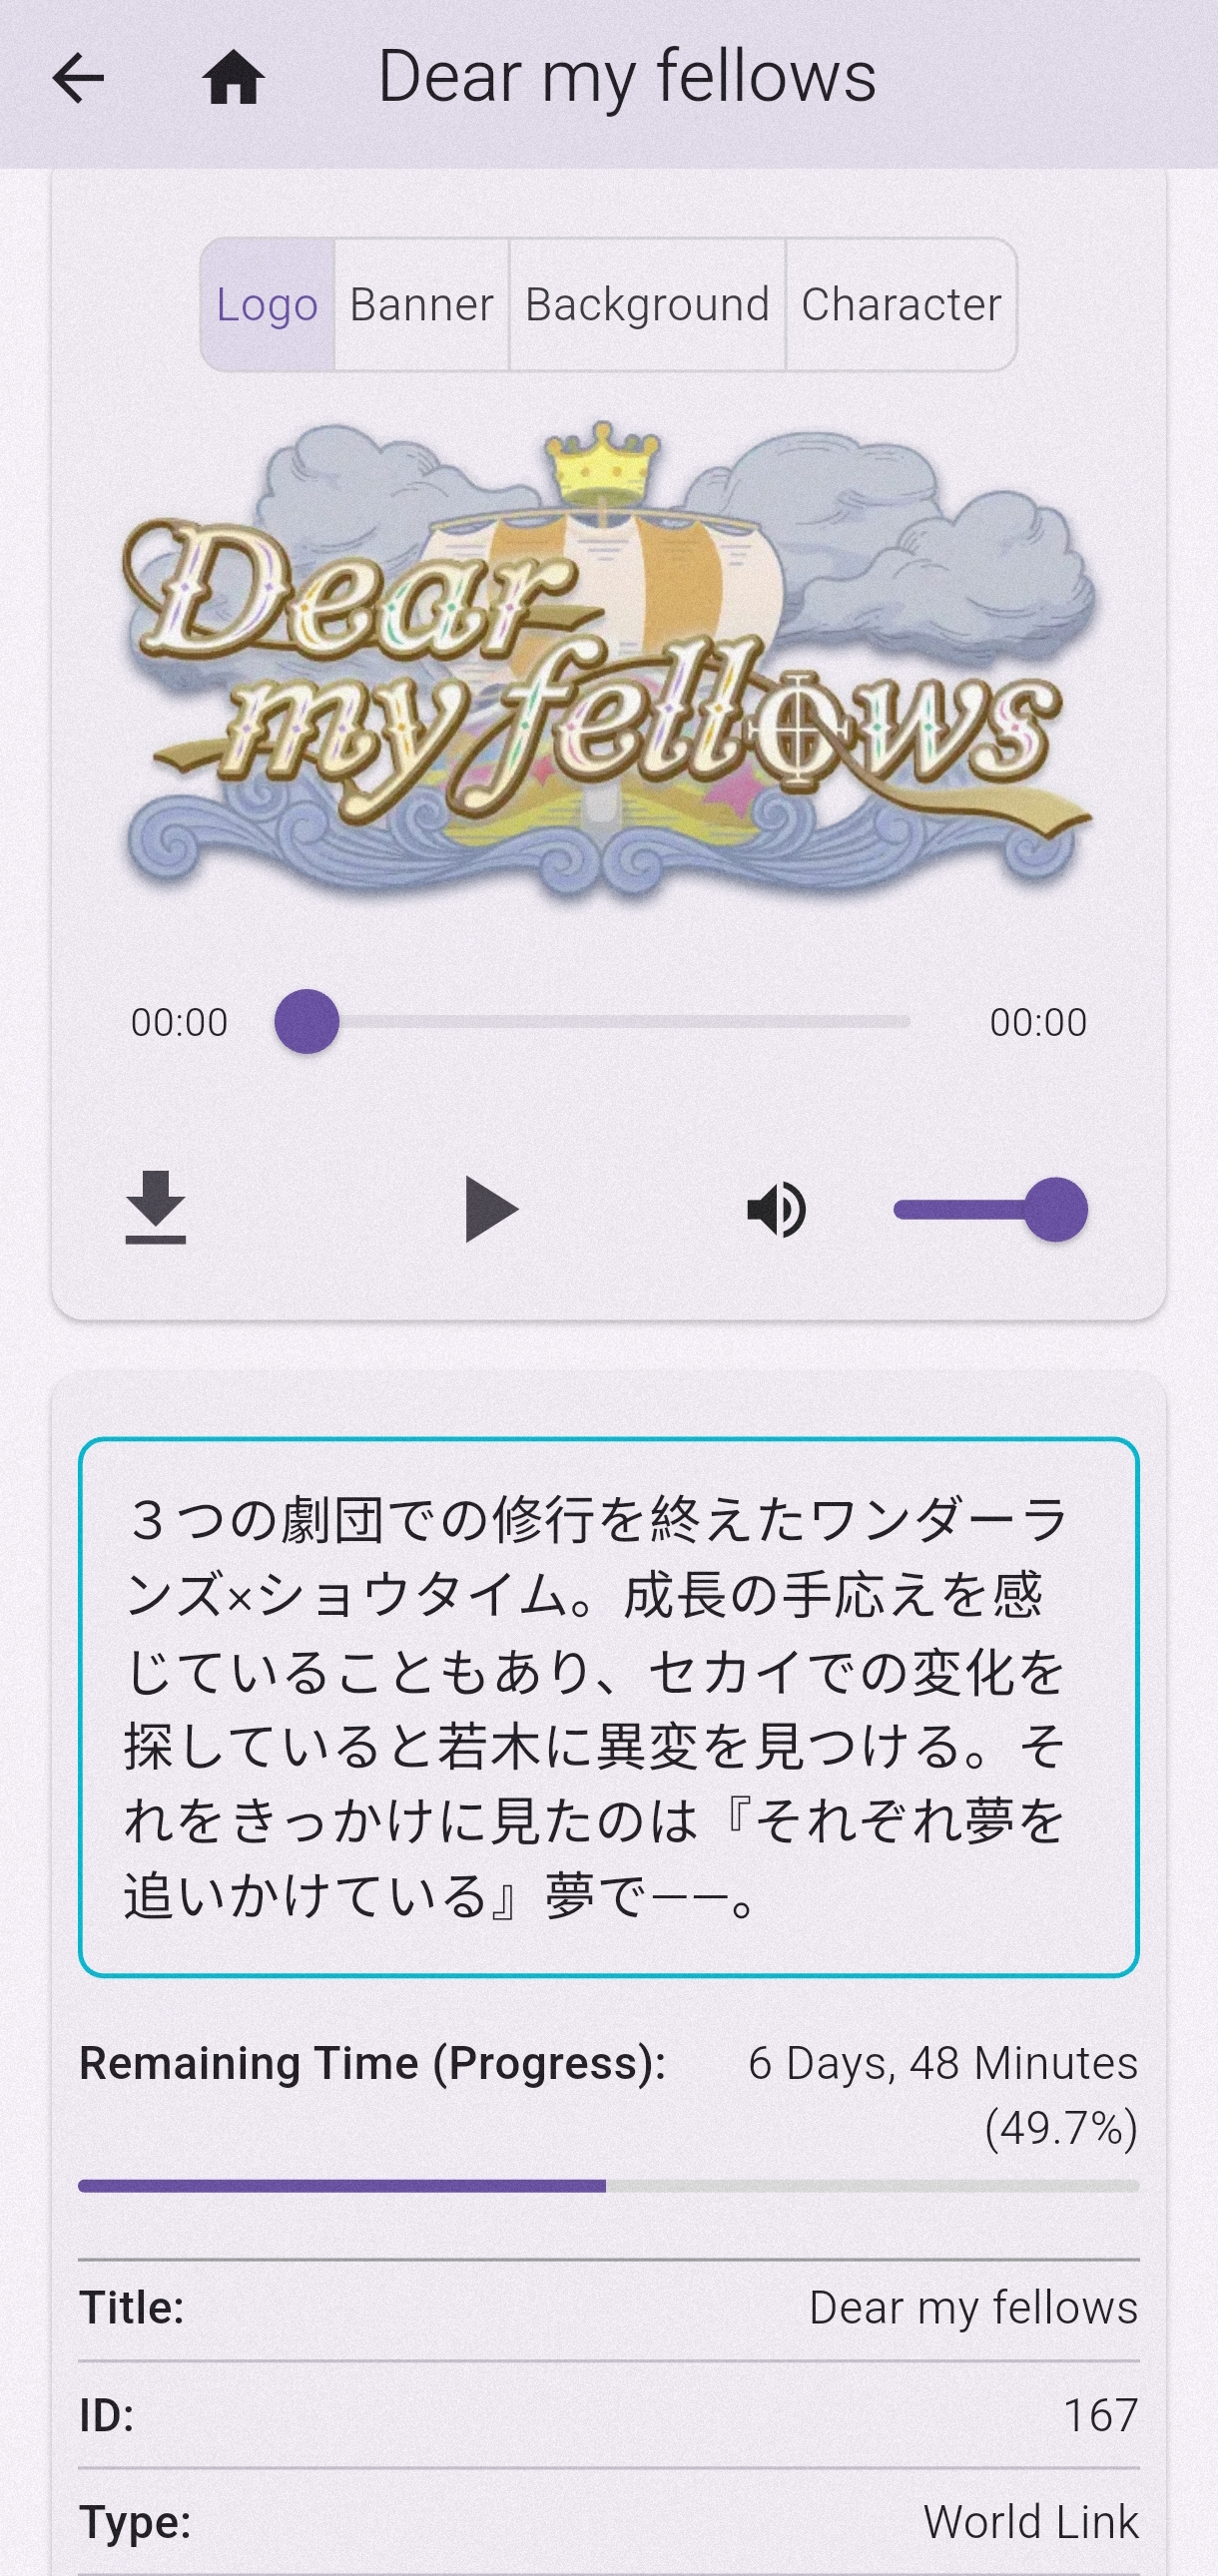 Dear my fellows
Logo Banner Background Character
Dear
my fellows
00:00 00:00
３つの劇団での修行を終えたワンダーラ
ンズ×ショウタイム。成長の手応えを感
じていることもあり、セカイでの変化を
探していると若木に異変を見つける。そ
れをきっかけに見たのは『それぞれ夢を
追いかけている』夢で——。
Remaining Time (Progress): 6 Days, 48 Minutes
(49.7%)
Title: Dear my fellows
ID: 167
Type: World Link